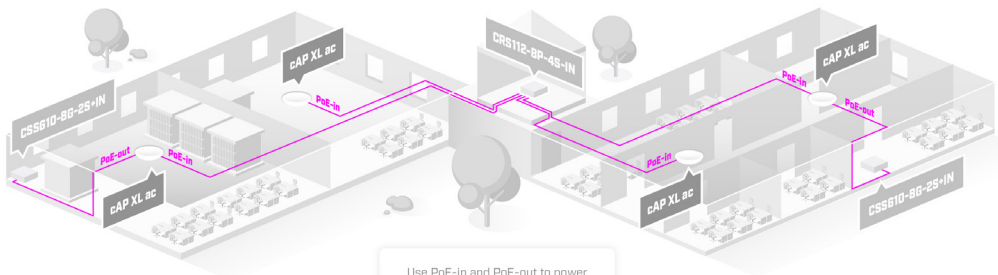 cAP XL ac
CRS112-8P-4S-IN
cAP XL ac
CSS610-8G-2S+IN
PoE-in
PoE-in
PoE-out
PoE-out
PoE-in
PoE-in
cAP XL ac
cAP XL ac
CSS610-8G-2S+IN
Use PoE-in and PoE-out to power